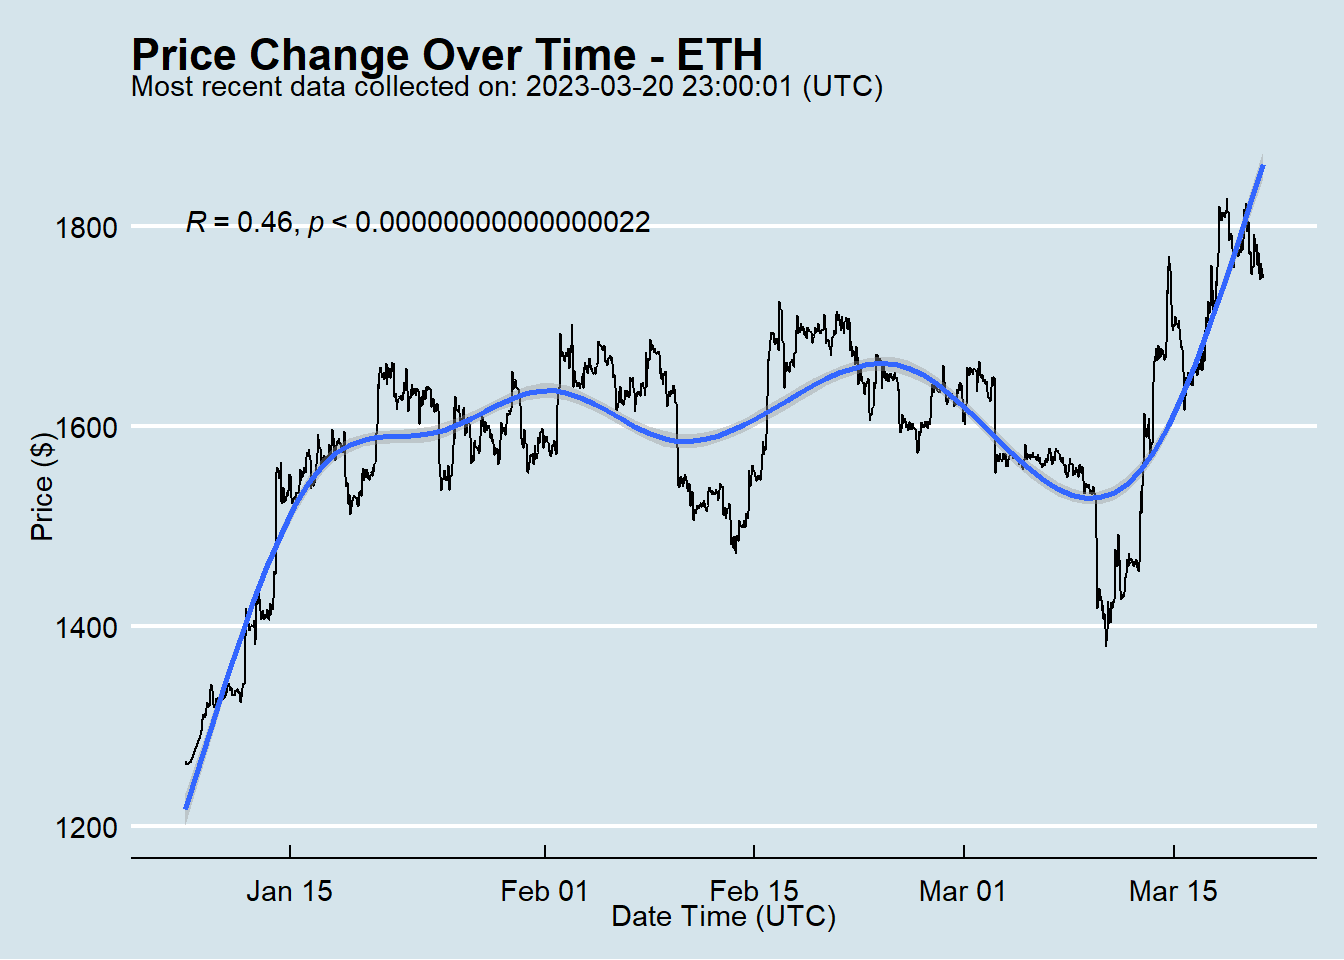 Price Change Over Time - ETH
Most recent data collected on: 2023-03-20 23:00:01 (UTC)
R = 0.46, p < 0.00000000000000022
1800
1600
1400
1200
Price ($)
Jan 15 Feb 01 Feb 15 Mar 01 Mar 15
Date Time (UTC)